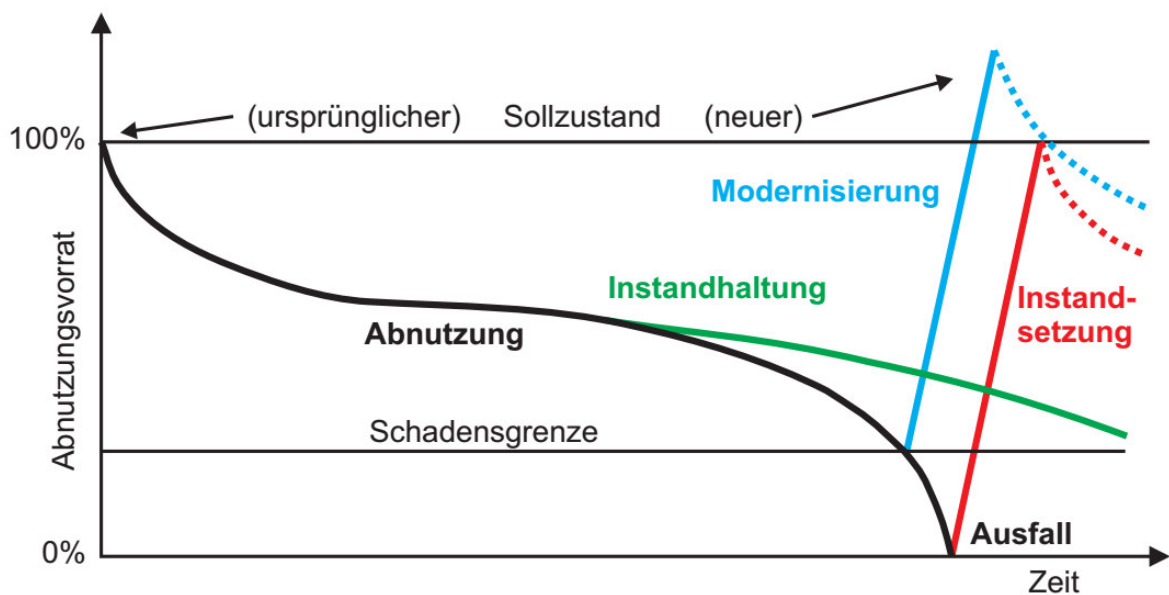 (ursprünglicher) Sollzustand (neuer)
100%
Modernisierung
Instandhaltung
Instand-
setzung
Abnutzung
Abnutzungsvorrat
Schadensgrenze
Ausfall
0%
Zeit